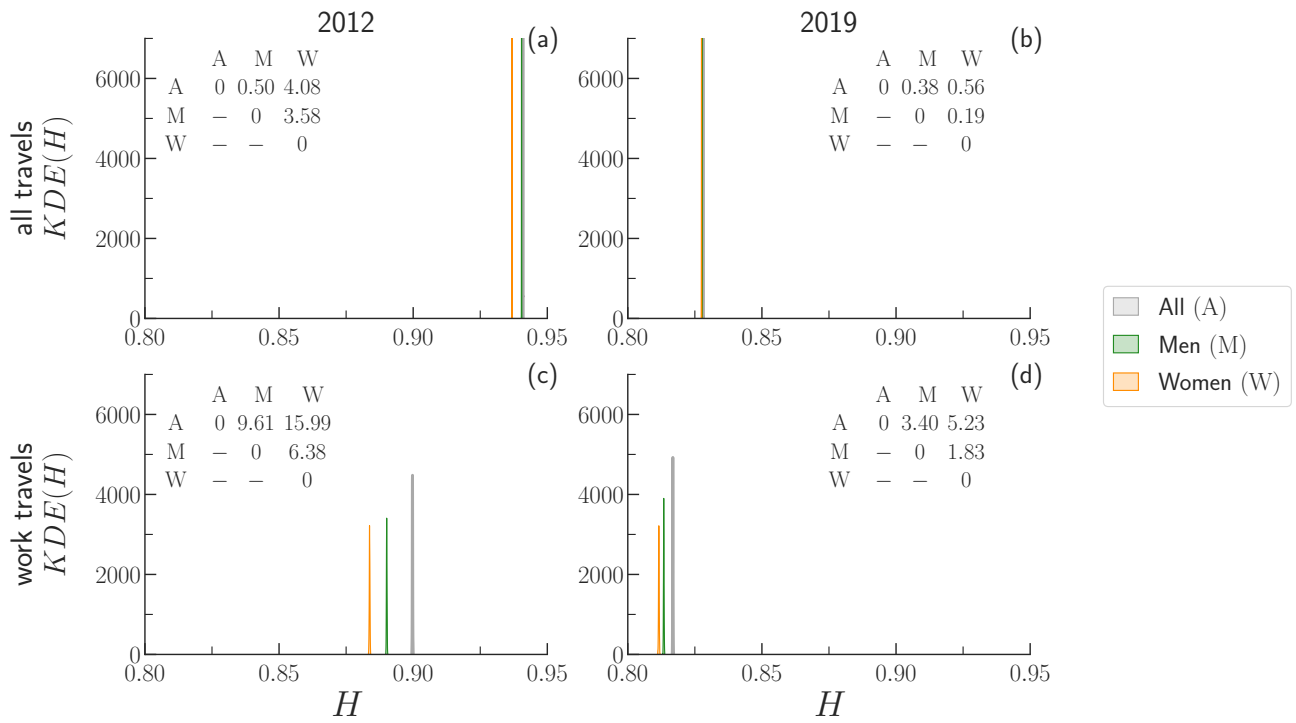 2012
2019
all travels
KDE(H)
(a)
A M W
A 0 0.50 4.08
M − 0 3.58
W − − 0
6000
4000
2000
0
0.80 0.85 0.90 0.95
(b)
A M W
A 0 0.38 0.56
M − 0 0.19
W − − 0
6000
4000
2000
0
0.80 0.85 0.90 0.95
work travels
KDE(H)
(c)
A M W
A 0 9.61 15.99
M − 0 6.38
W − − 0
6000
4000
2000
0
0.80 0.85 0.90 0.95
H
(d)
A M W
A 0 3.40 5.23
M − 0 1.83
W − − 0
6000
4000
2000
0
0.80 0.85 0.90 0.95
H
All (A)
Men (M)
Women (W)